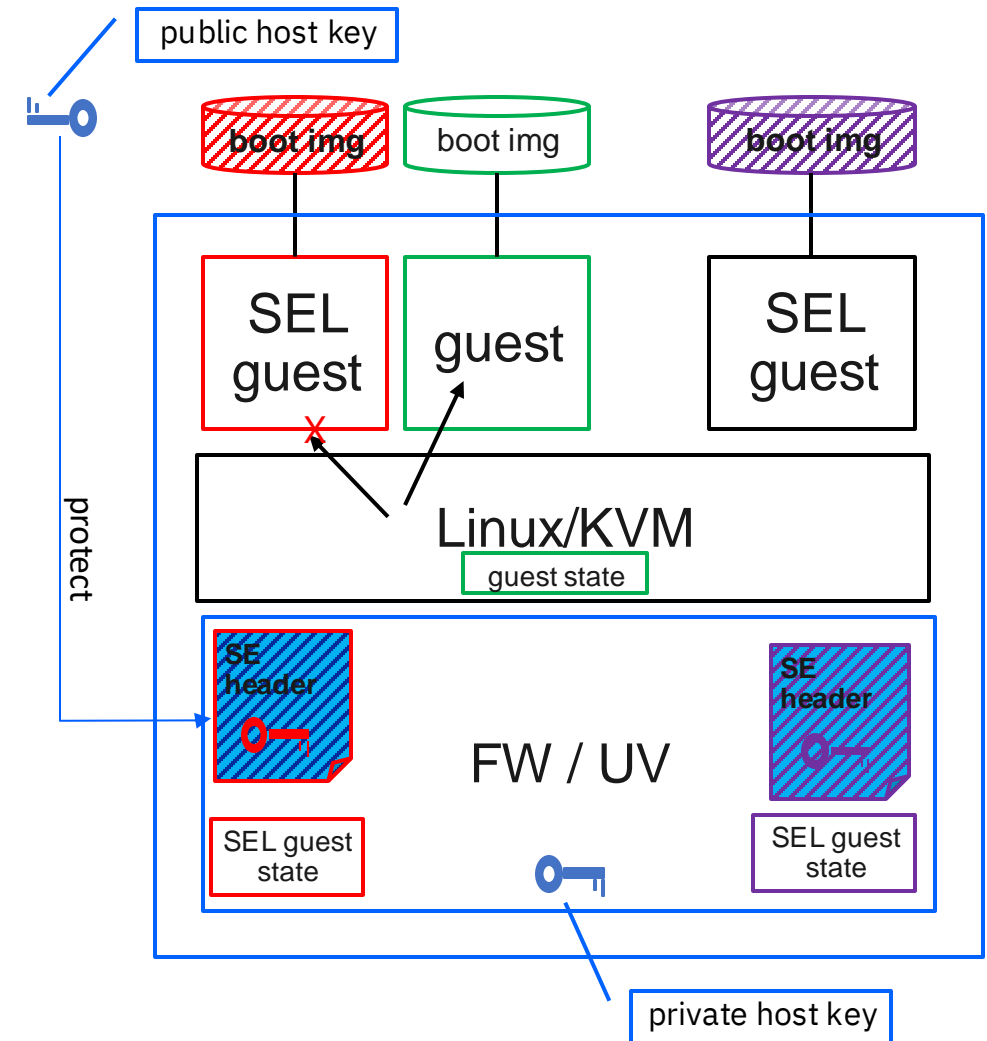 public host key
boot img
boot img
boot img
SEL
guest
guest
SEL
guest
Linux/KVM
guest state
protect
SE
header
SE
header
FW / UV
SEL guest
state
SEL guest
state
private host key
X